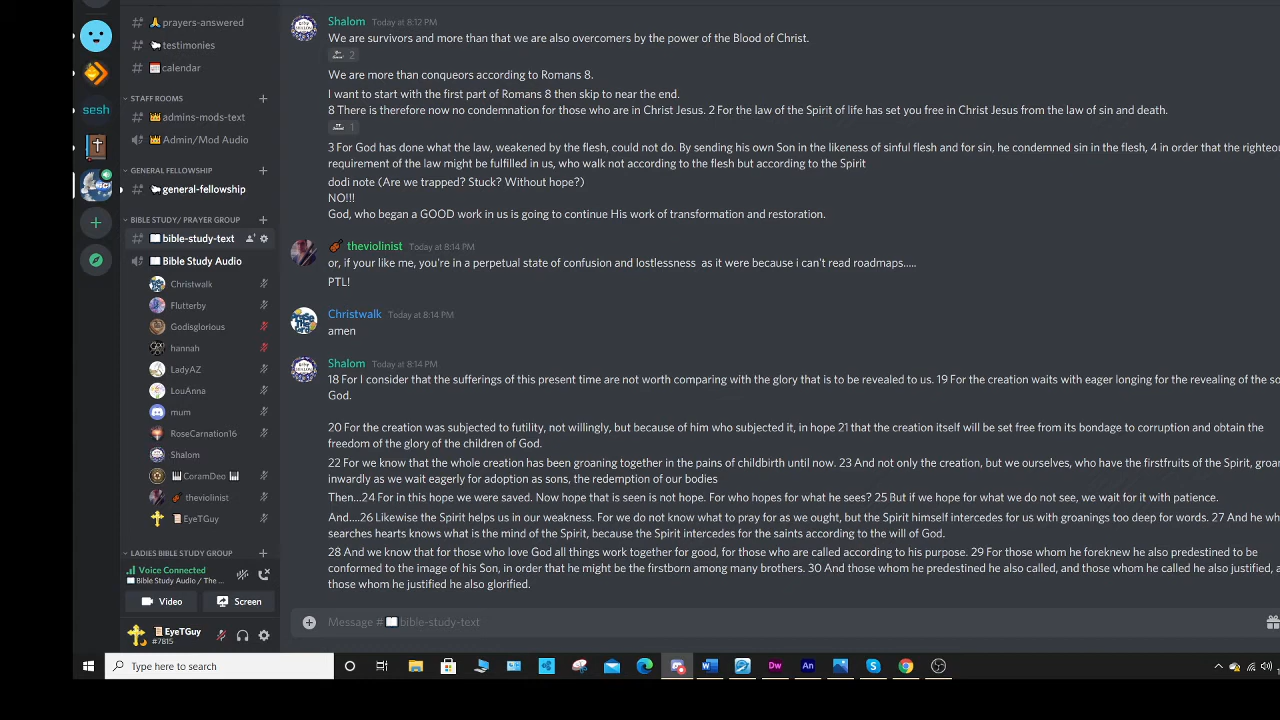 prayers-answered
testimonies
calendar
STAFF ROOMS
admins-mods-text
Admin/Mod Audio
GENERAL FELLOWSHIP
general-fellowship
BIBLE STUDY/ PRAYER GROUP
bible-study-text
Bible Study Audio
Christwalk
Flutterby
Godisglorious
hannah
LadyAZ
LouAnna
mum
RoseCarnation16
Shalom
CoramDeo
theviolinist
EyeTGuy
LADIES BIBLE STUDY GROUP
Voice Connected
Bible Study Audio / The ...
Video
Screen
EyeTGuy
#7815
sesh
Shalom Today at 8:12 PM
We are survivors and more than that we are also overcomers by the power of the Blood of Christ.
2
We are more than conqueors according to Romans 8.
I want to start with the first part of Romans 8 then skip to near the end.
8 There is therefore now no condemnation for those who are in Christ Jesus. 2 For the law of the Spirit of life has set you free in Christ Jesus from the law of sin and death.
1
3 For God has done what the law, weakened by the flesh, could not do. By sending his own Son in the likeness of sinful flesh and for sin, he condemned sin in the flesh, 4 in order that the righteou
requirement of the law might be fulfilled in us, who walk not according to the flesh but according to the Spirit
dodi note (Are we trapped? Stuck? Without hope?)
NO!!!
God, who began a GOOD work in us is going to continue His work of transformation and restoration.
theviolinist Today at 8:14 PM
or, if your like me, you're in a perpetual state of confusion and lostlessness as it were because i can't read roadmaps.....
PTL!
Christwalk Today at 8:14 PM
amen
Shalom Today at 8:14 PM
18 For I consider that the sufferings of this present time are not worth comparing with the glory that is to be revealed to us. 19 For the creation waits with eager longing for the revealing of the so
God.
20 For the creation was subjected to futility, not willingly, but because of him who subjected it, in hope 21 that the creation itself will be set free from its bondage to corruption and obtain the
freedom of the glory of the children of God.
22 For we know that the whole creation has been groaning together in the pains of childbirth until now. 23 And not only the creation, but we ourselves, who have the firstfruits of the Spirit, groa
inwardly as we wait eagerly for adoption as sons, the redemption of our bodies
Then...24 For in this hope we were saved. Now hope that is seen is not hope. For who hopes for what he sees? 25 But if we hope for what we do not see, we wait for it with patience.
And....26 Likewise the Spirit helps us in our weakness. For we do not know what to pray for as we ought, but the Spirit himself intercedes for us with groanings too deep for words. 27 And he wh
searches hearts knows what is the mind of the Spirit, because the Spirit intercedes for the saints according to the will of God.
28 And we know that for those who love God all things work together for good, for those who are called according to his purpose. 29 For those whom he foreknew he also predestined to be
conformed to the image of his Son, in order that he might be the firstborn among many brothers. 30 And those whom he predestined he also called, and those whom he called he also justified, a
those whom he justified he also glorified.
Message # bible-study-text
Type here to search
Dw
An